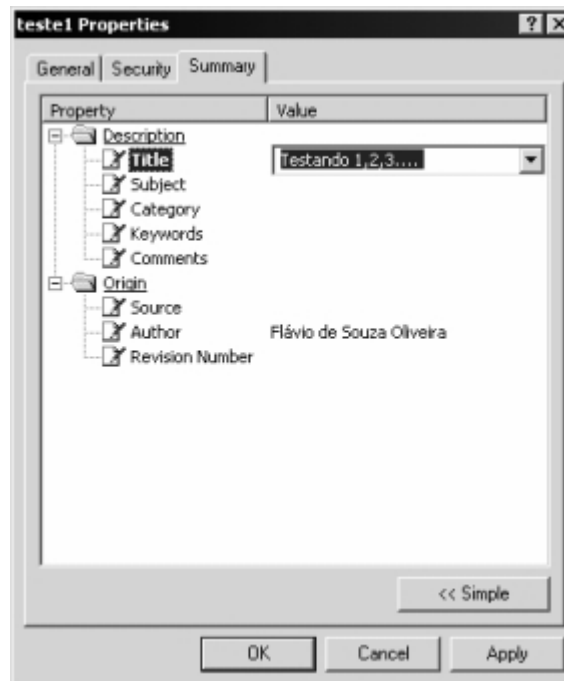 teste1 Properties
General Security Summary
Property Value
Description
Title Testando 1,2,3....
Subject
Category
Keywords
Comments
Origin
Source
Author Flávio de Souza Oliveira
Revision Number
<< Simple
OK Cancel Apply